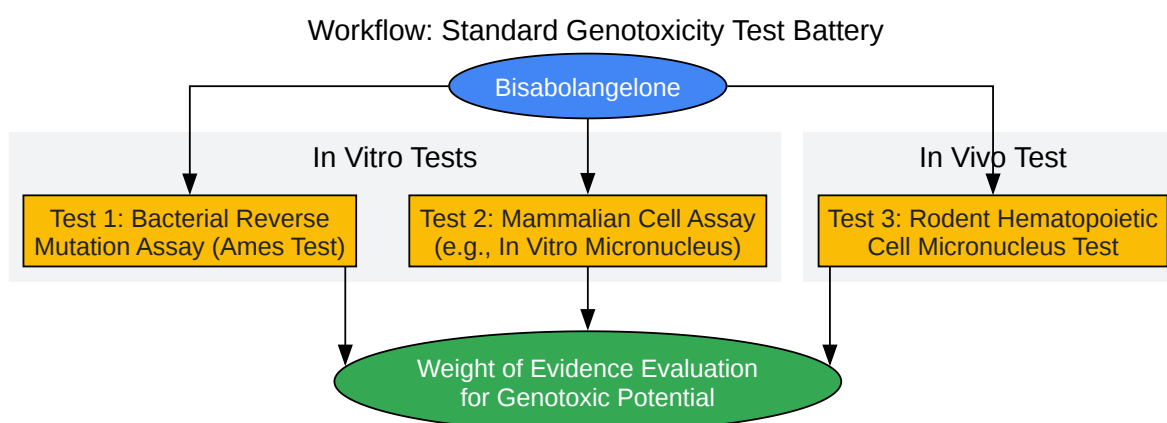 Workflow: Standard Genotoxicity Test Battery
Bisabolangelone
In Vitro Tests
In Vivo Test
Test 1: Bacterial Reverse
Mutation Assay (Ames Test)
Test 2: Mammalian Cell Assay
(e.g., In Vitro Micronucleus)
Test 3: Rodent Hematopoietic
Cell Micronucleus Test
Weight of Evidence Evaluation
for Genotoxic Potential